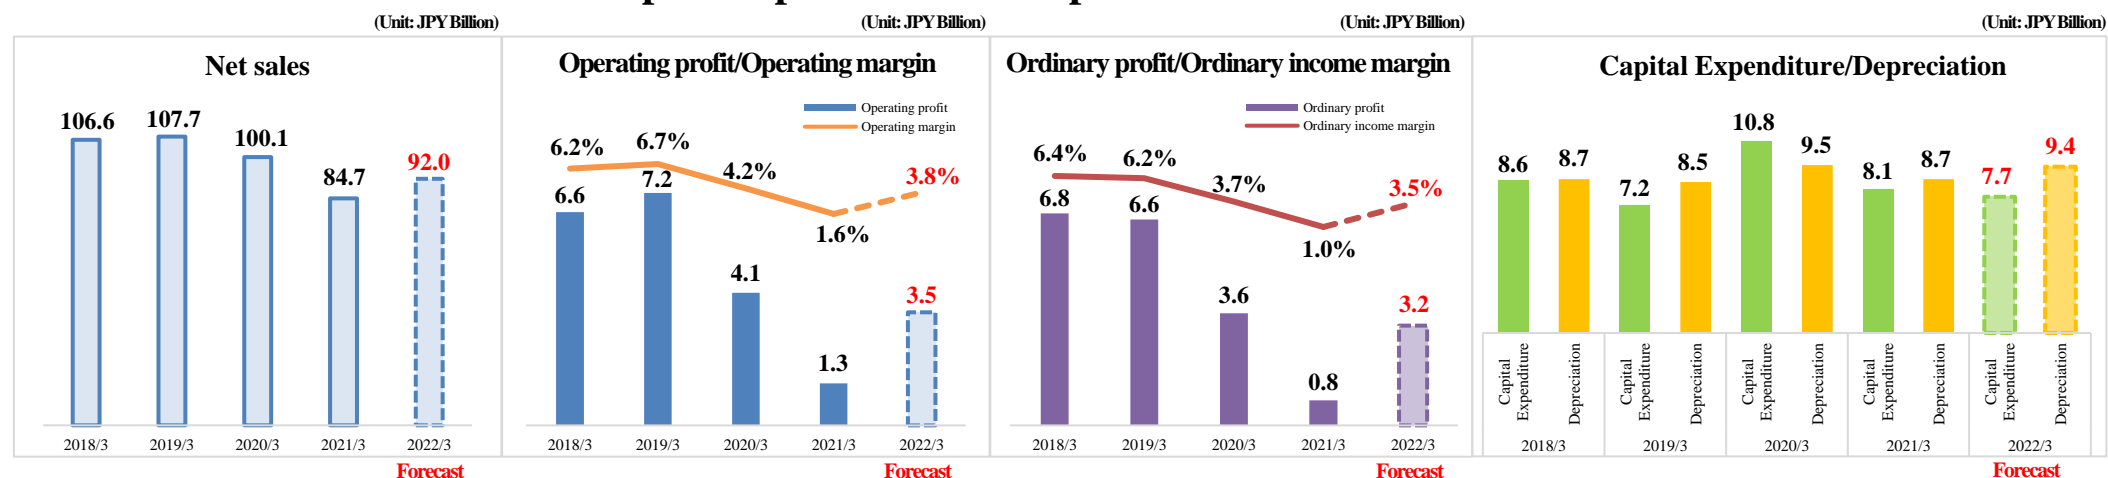 (Unit: JPY Billion)
Net sales
106.6
107.7
100.1
84.7
92.0
2018/3
2019/3
2020/3
2021/3
2022/3
Forecast
(Unit: JPY Billion)
Operating profit/Operating margin
Operating profit
Operating margin
6.2%
6.7%
4.2%
1.6%
3.8%
6.6
7.2
4.1
1.3
3.5
2018/3
2019/3
2020/3
2021/3
2022/3
Forecast
(Unit: JPY Billion)
Ordinary profit/Ordinary income margin
Ordinary profit
Ordinary income margin
6.4%
6.2%
3.7%
1.0%
3.5%
6.8
6.6
3.6
0.8
3.2
2018/3
2019/3
2020/3
2021/3
2022/3
Forecast
(Unit: JPY Billion)
Capital Expenditure/Depreciation
8.6
8.7
7.2
8.5
10.8
9.5
8.1
8.7
7.7
9.4
Capital
Expenditure
Depreciation
Capital
Expenditure
Depreciation
Capital
Expenditure
Depreciation
Capital
Expenditure
Depreciation
Capital
Expenditure
Depreciation
2018/3
2019/3
2020/3
2021/3
2022/3
Forecast